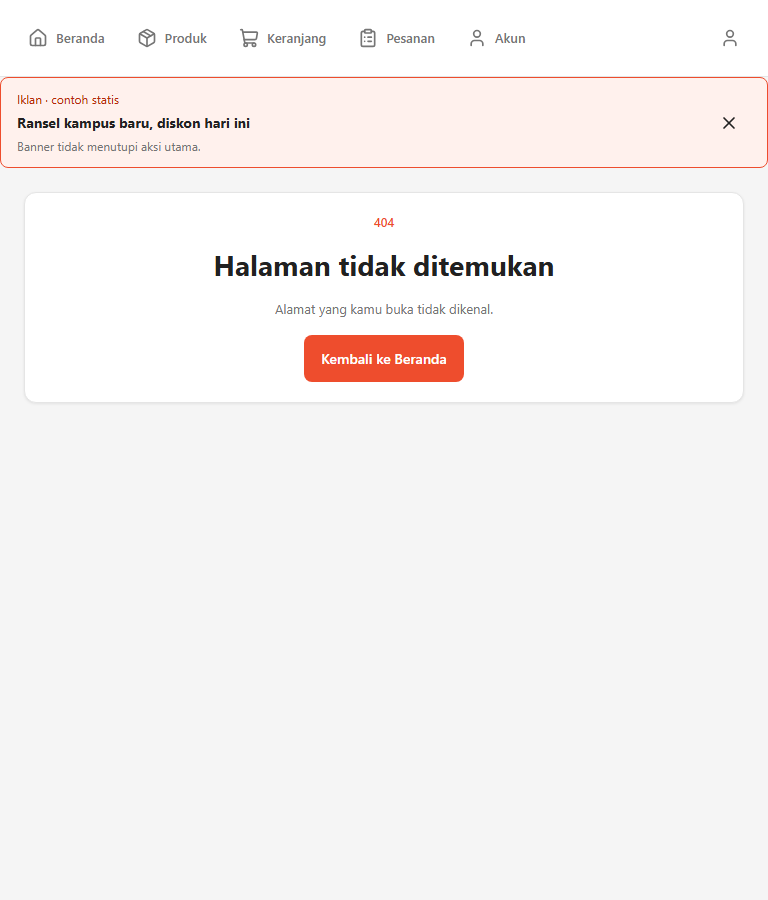 Beranda Produk Keranjang Pesanan Akun
Iklan · contoh statis
Ransel kampus baru, diskon hari ini
Banner tidak menutupi aksi utama.
404
Halaman tidak ditemukan
Alamat yang kamu buka tidak dikenal.
Kembali ke Beranda